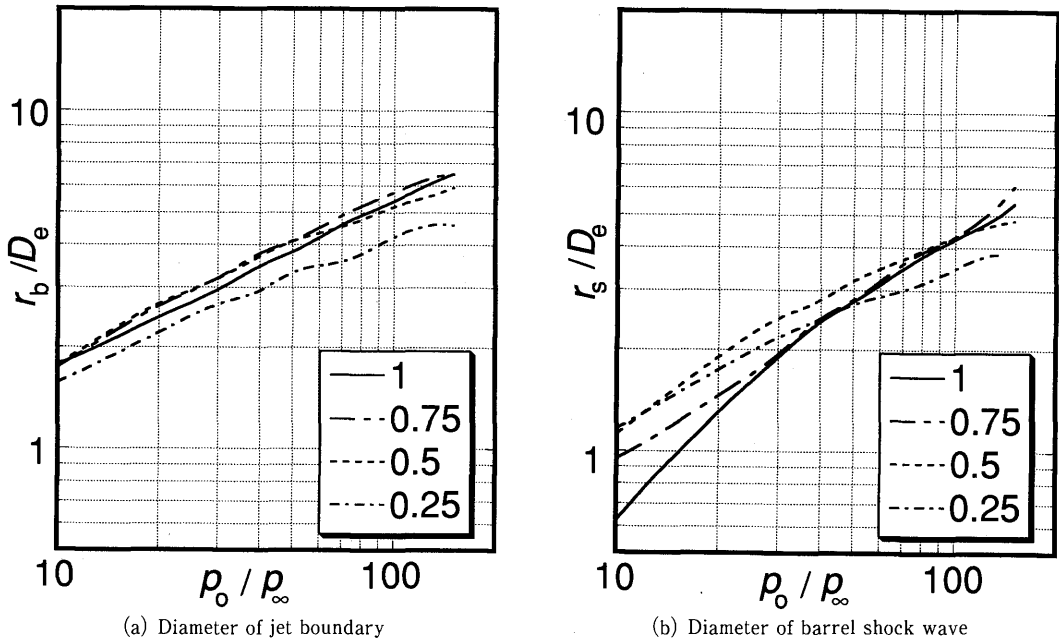 10
r_b/D_e
1
1
0.75
0.5
0.25
10
100
p_o / p_∞
(a) Diameter of jet boundary
10
r_s/D_e
1
1
0.75
0.5
0.25
10
100
p_o / p_∞
(b) Diameter of barrel shock wave